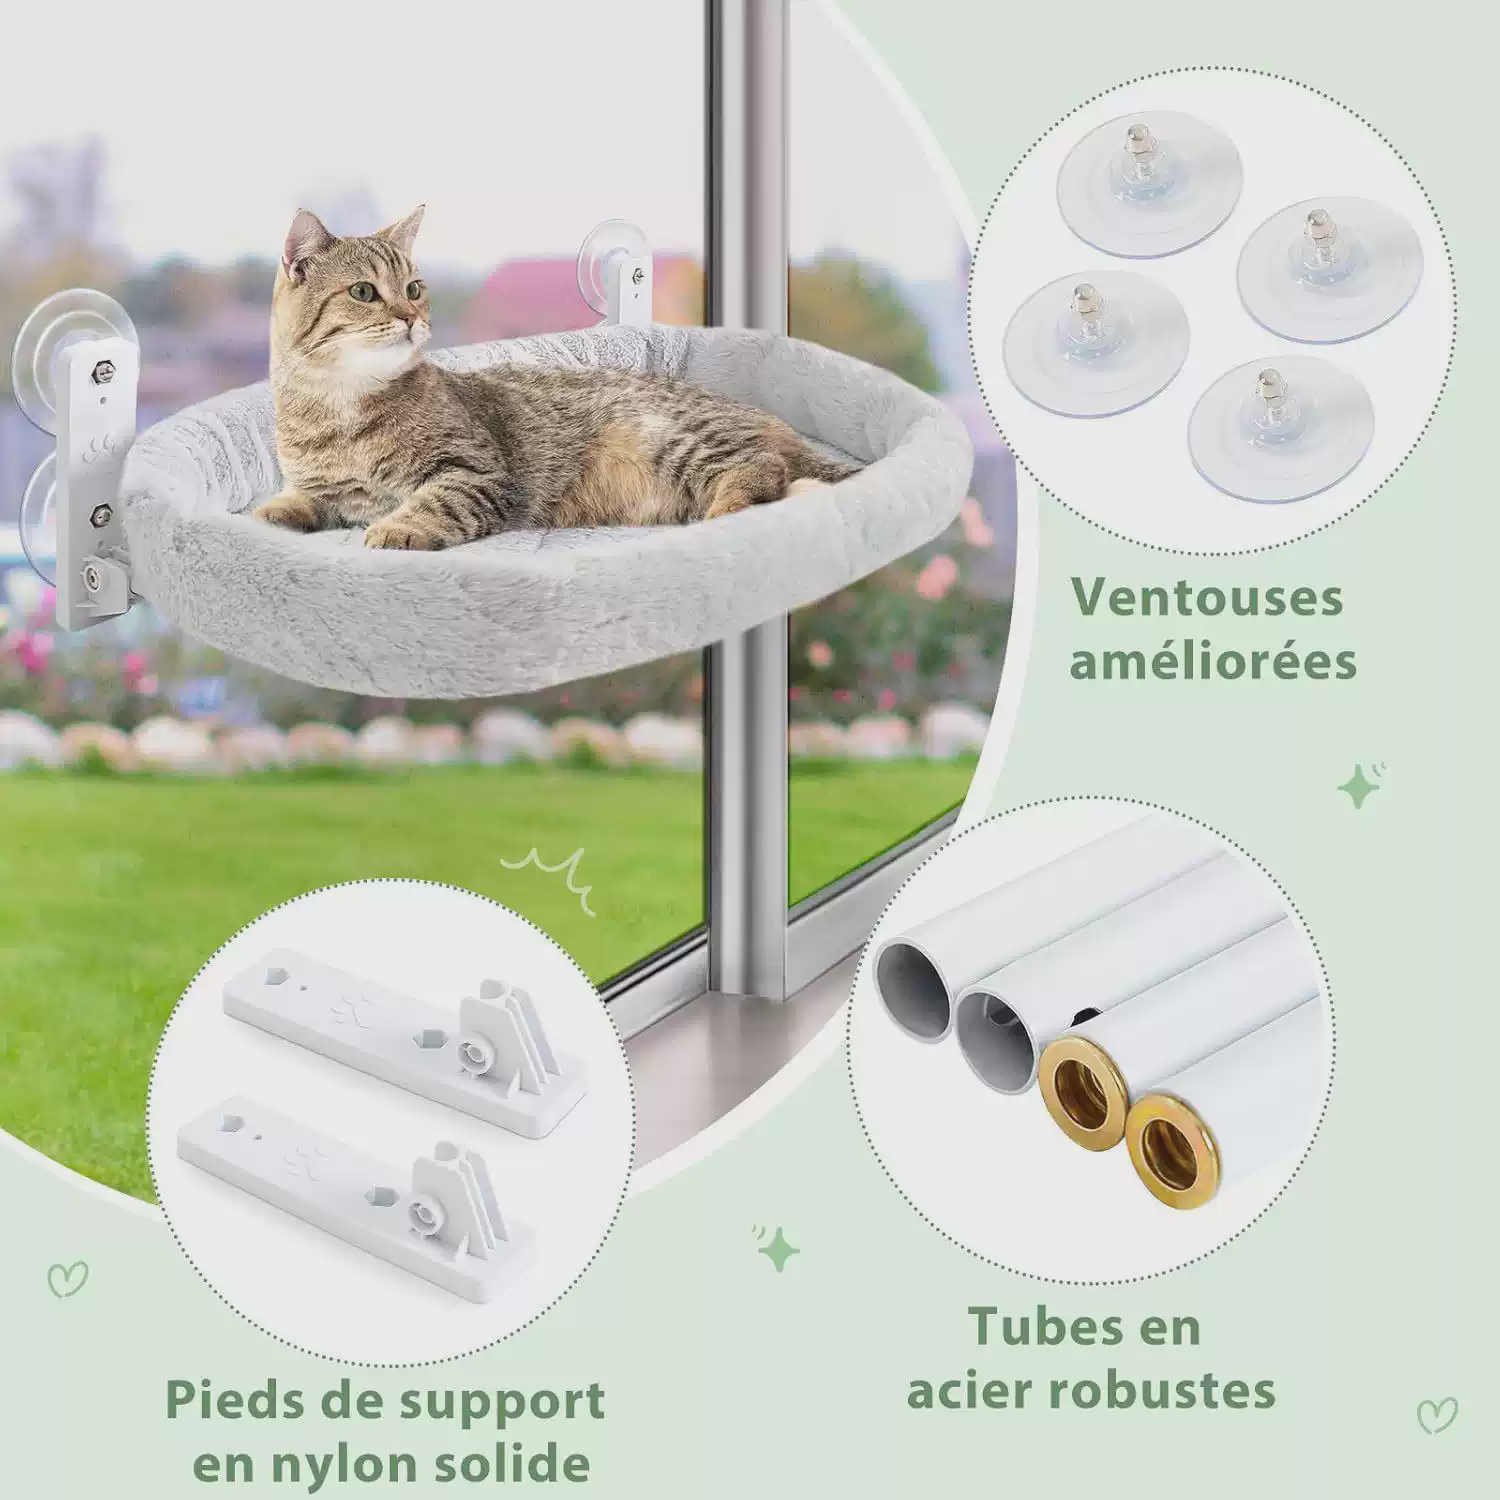 Ventouses
améliorées
Tubes en
acier robustes
Pieds de support
en nylon solide